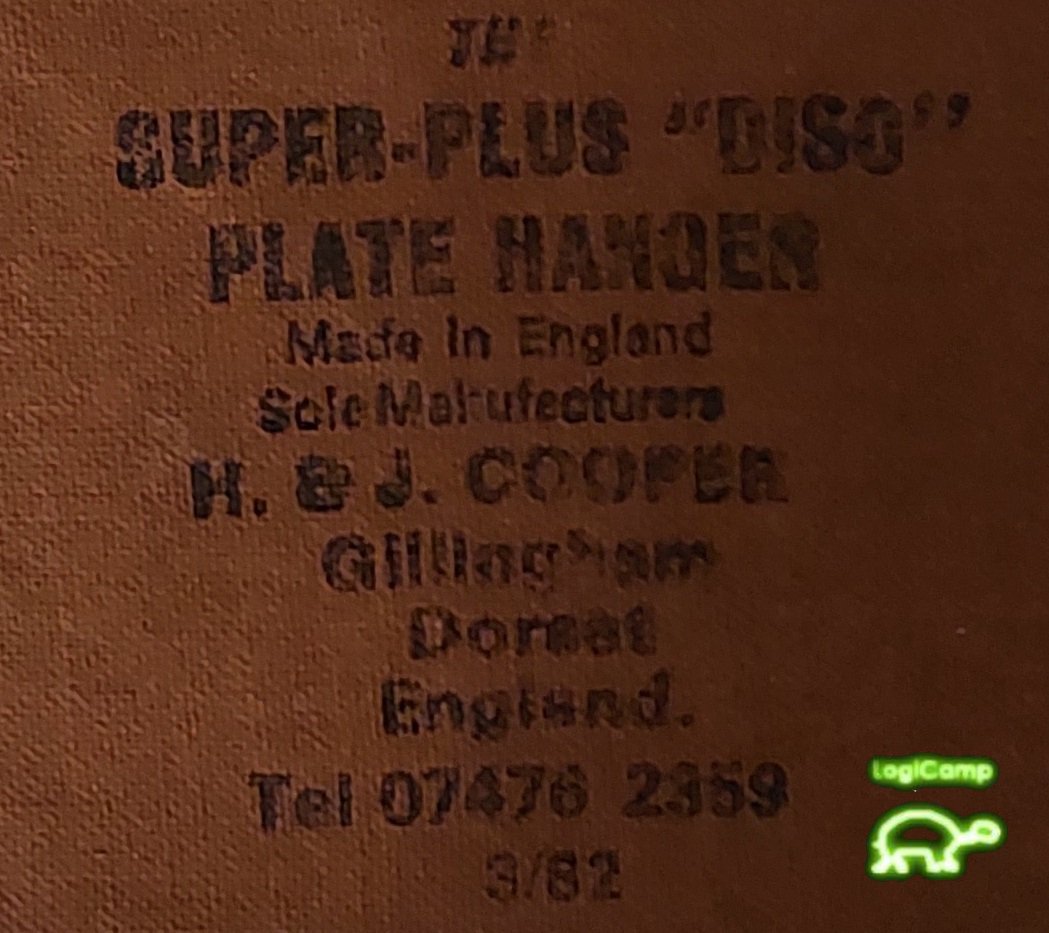 THE
SUPER-PLUS “DISC”
PLATE HANGER
Made in England
Sole Manufacturers
H. & J. COOPER
Gillingham
Dorset
England.
Tel 07476 2359
3/82
LogiCamp